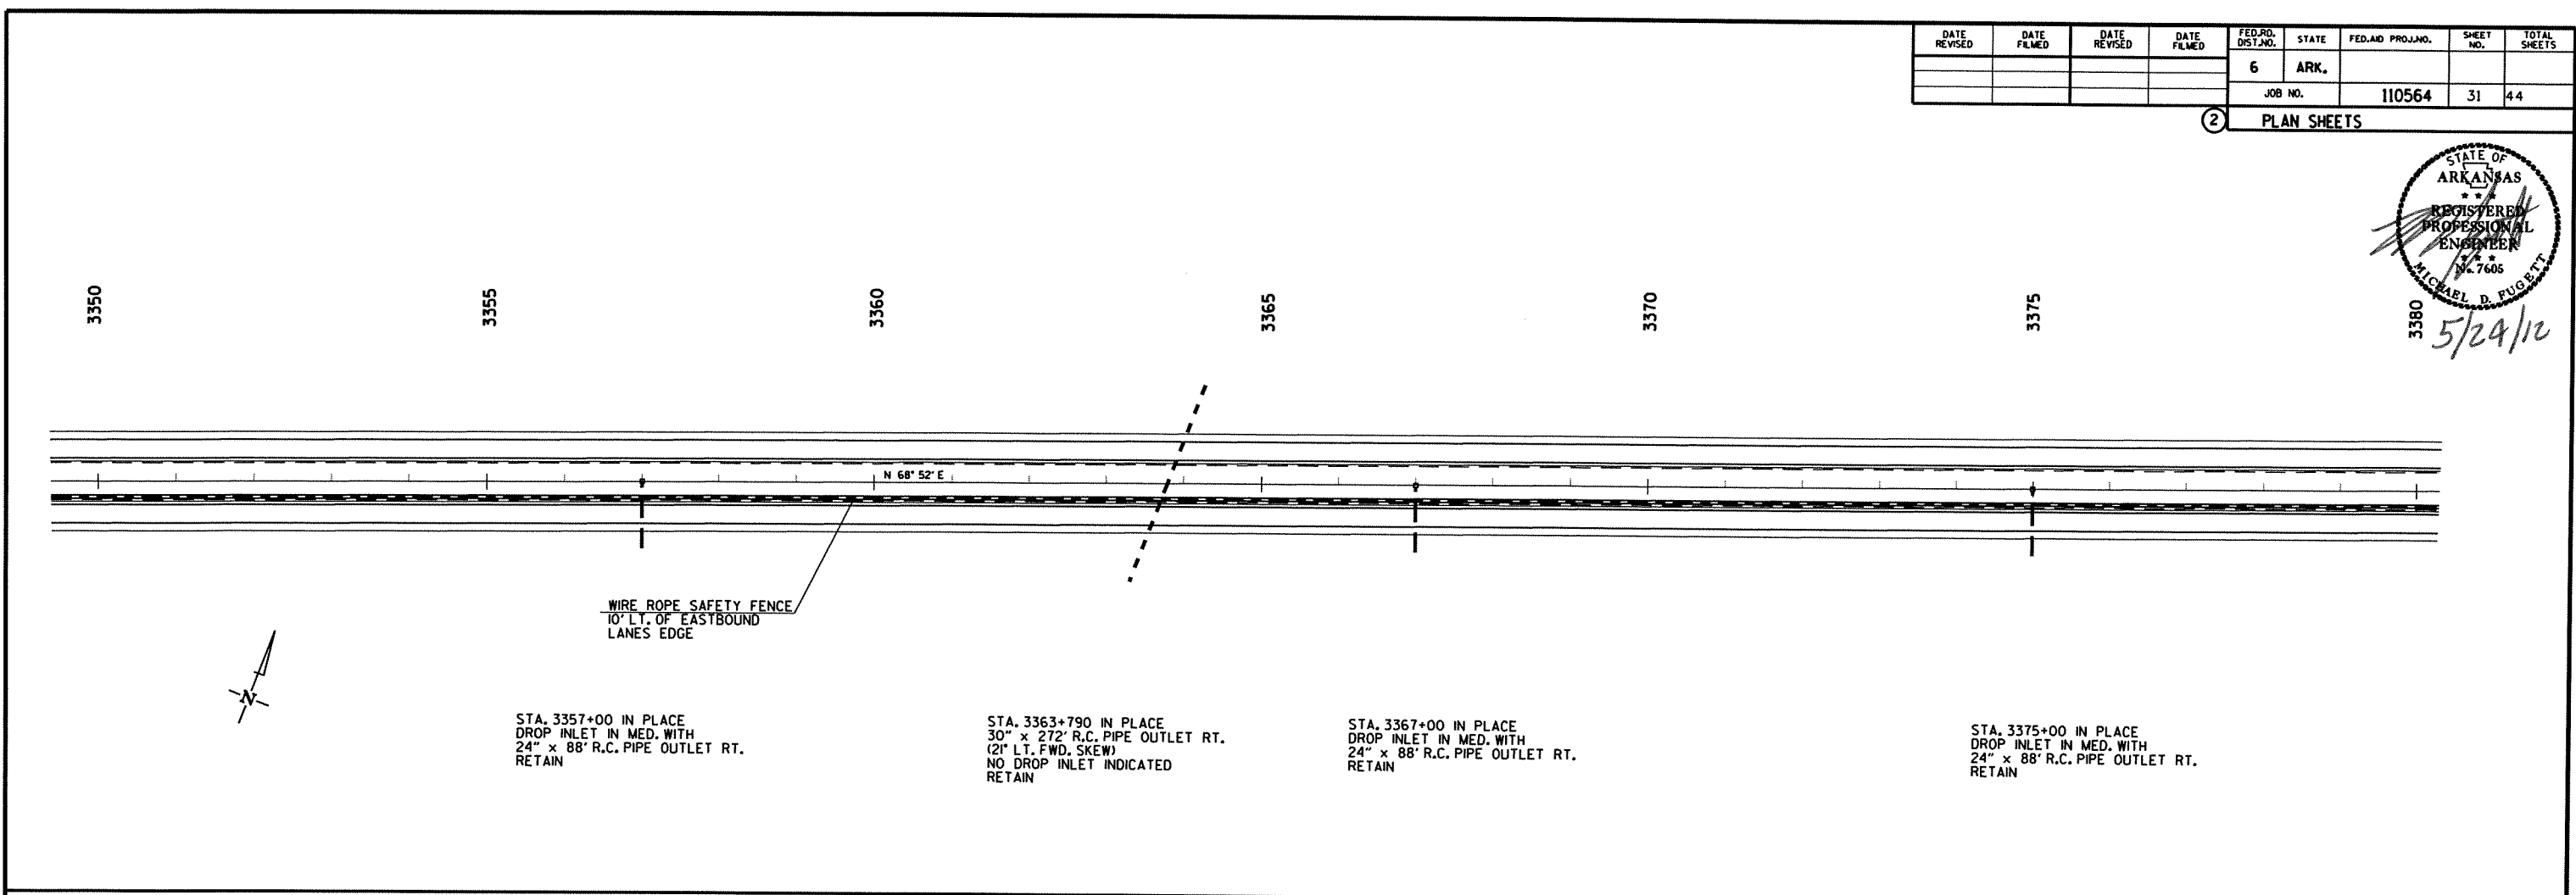 DATE REVISED
DATE FILMED
DATE REVISED
DATE FILMED
FED.RD. DIST.NO.
STATE
FED.AID PROJ.NO.
SHEET NO.
TOTAL SHEETS
6
ARK.
JOB NO.
110564
31
44
2
PLAN SHEETS
STATE OF
ARKANSAS
REGISTERED
PROFESSIONAL
ENGINEER
No. 7605
MICHAEL D. FUGETT
5/24/12
3350
3355
3360
3365
3370
3375
3380
N 68° 52' E
WIRE ROPE SAFETY FENCE
10' LT. OF EASTBOUND
LANES EDGE
N
STA. 3357+00 IN PLACE
DROP INLET IN MED. WITH
24" x 88' R.C. PIPE OUTLET RT.
RETAIN
STA. 3363+790 IN PLACE
30" x 272' R.C. PIPE OUTLET RT.
(21° LT. FWD. SKEW)
NO DROP INLET INDICATED
RETAIN
STA. 3367+00 IN PLACE
DROP INLET IN MED. WITH
24" x 88' R.C. PIPE OUTLET RT.
RETAIN
STA. 3375+00 IN PLACE
DROP INLET IN MED. WITH
24" x 88' R.C. PIPE OUTLET RT.
RETAIN